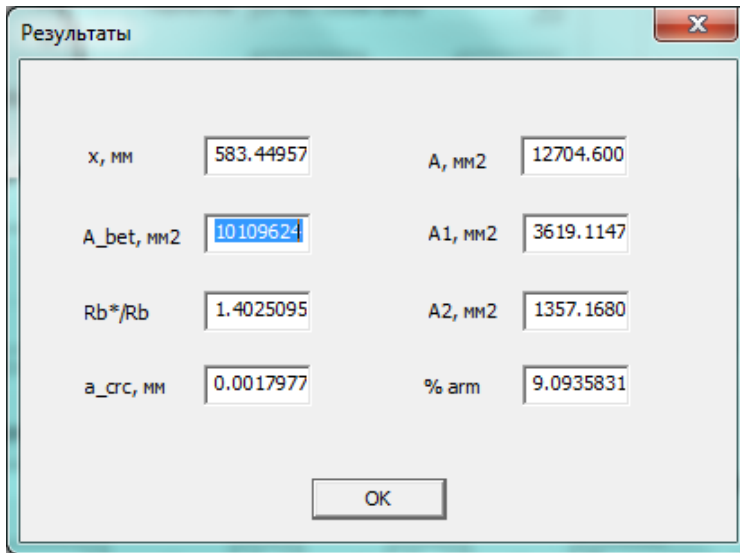 Результаты
x, мм 583.44957 A, мм2 12704.600
A_bet, мм2 10109624 A1, мм2 3619.1147
Rb*/Rb 1.4025095 A2, мм2 1357.1680
a_crc, мм 0.0017977 % arm 9.0935831
OK